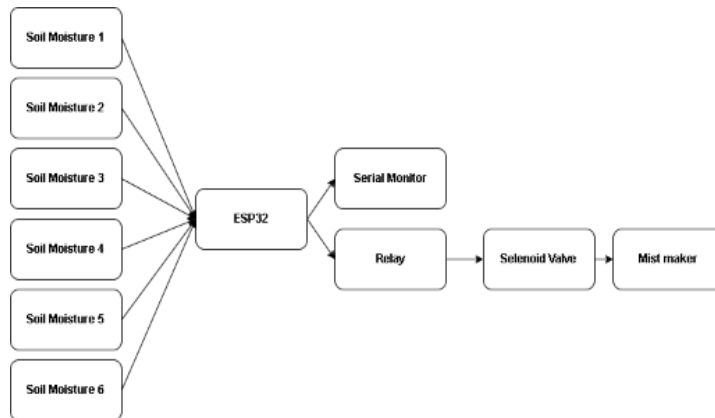 Soil Moisture 1
Soil Moisture 2
Soil Moisture 3
Soil Moisture 4
Soil Moisture 5
Soil Moisture 6
ESP32
Serial Monitor
Relay
Selenoid Valve
Mist maker